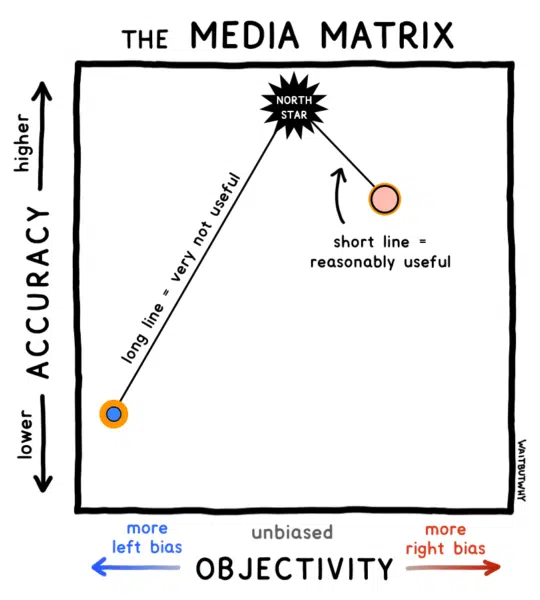 THE MEDIA MATRIX
NORTH
STAR
higher
ACCURACY
lower
long line = very not useful
short line =
reasonably useful
WAITBUTWHY
more
left bias
unbiased
more
right bias
OBJECTIVITY